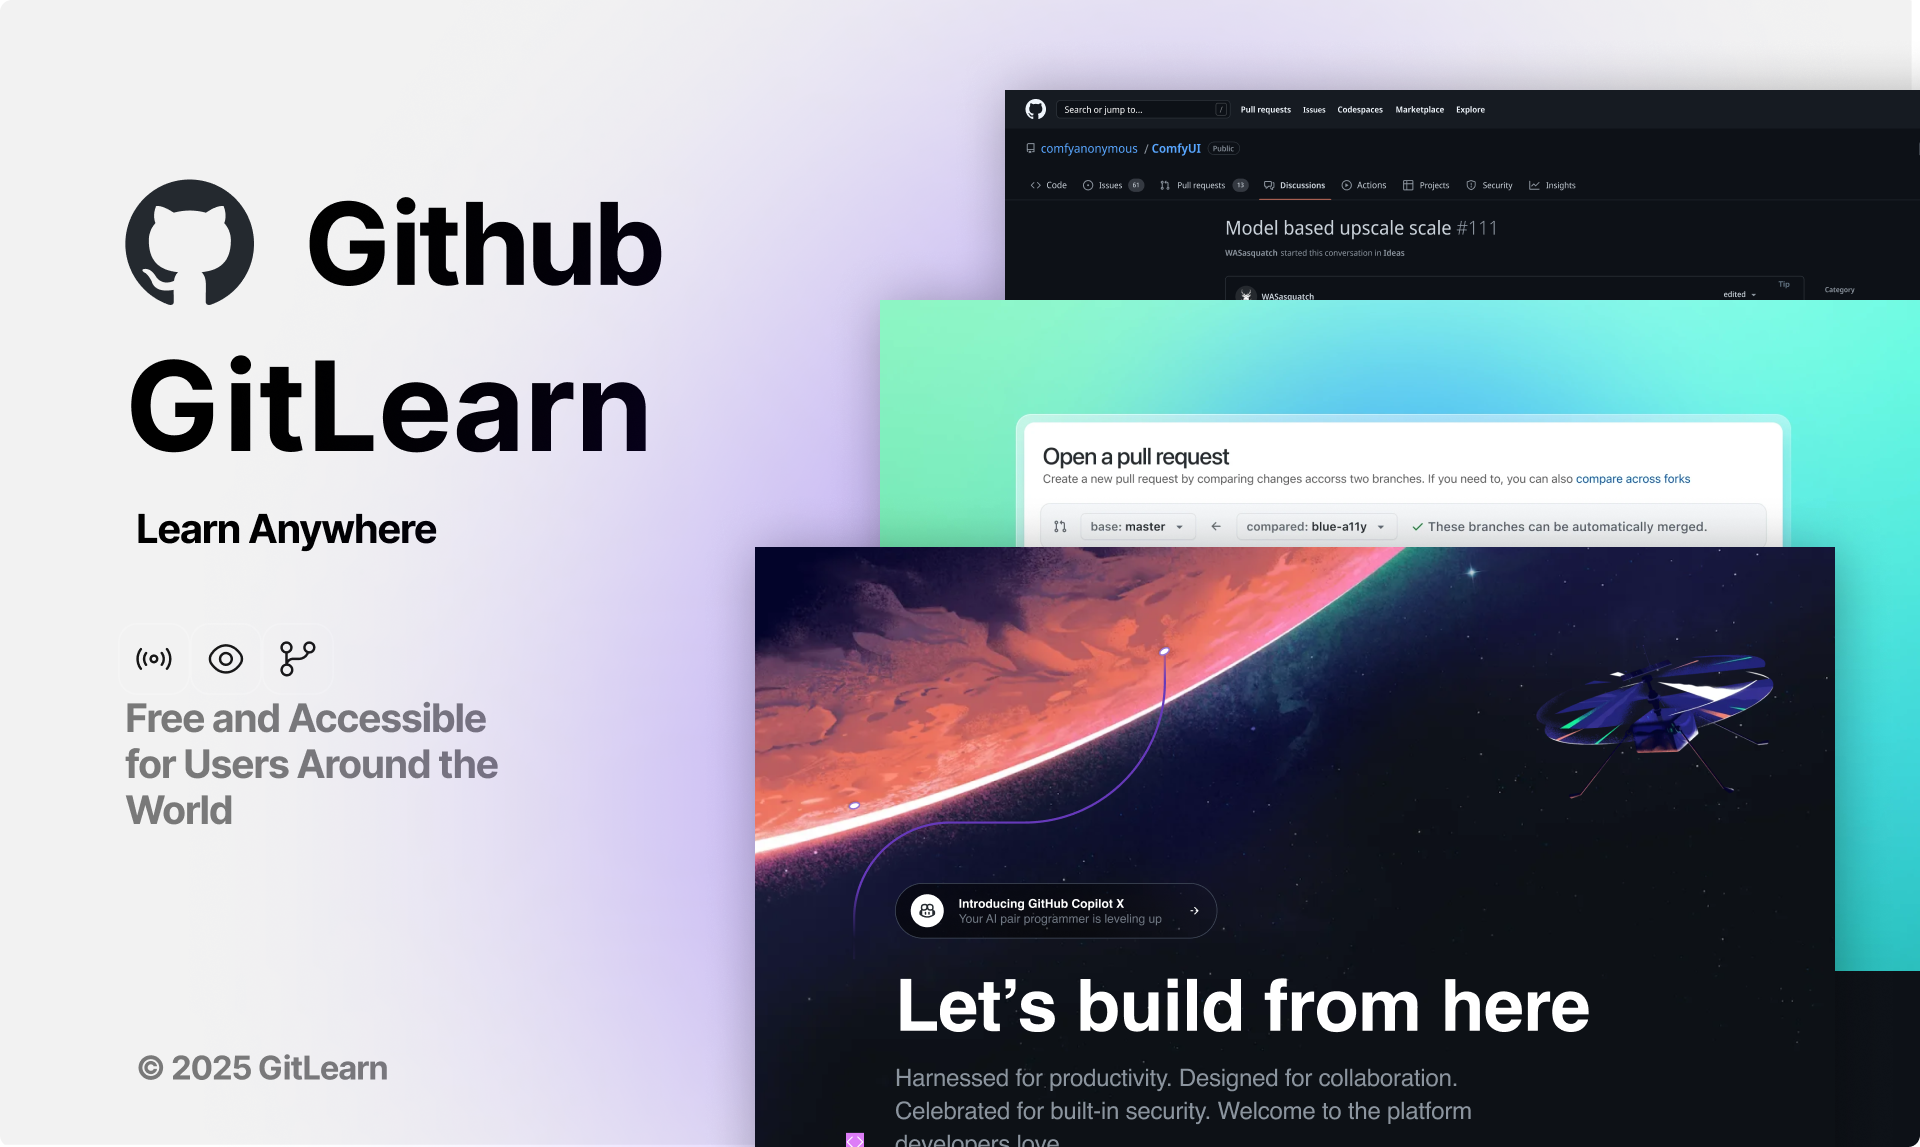 Github
GitLearn
Learn Anywhere
Free and Accessible
for Users Around the
World
© 2025 GitLearn
Search or jump to... / Pull requests Issues Codespaces Marketplace Explore
comfyanonymous / ComfyUI Public
Code Issues 61 Pull requests 13 Discussions Actions Projects Security Insights
Model based upscale scale #111
WASasquatch started this conversation in Ideas
WASasquatch edited Tip Category
Open a pull request
Create a new pull request by comparing changes accorss two branches. If you need to, you can also compare across forks
base: master compared: blue-a11y These branches can be automatically merged.
Introducing GitHub Copilot X
Your AI pair programmer is leveling up
Let’s build from here
Harnessed for productivity. Designed for collaboration.
Celebrated for built-in security. Welcome to the platform
developers love